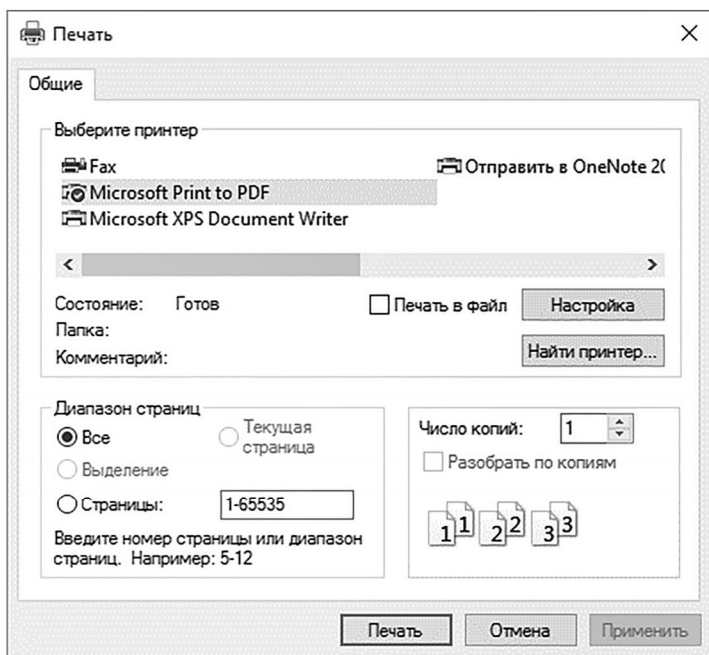 Печать
Общие
Выберите принтер
Fax
Отправить в OneNote 20
Microsoft Print to PDF
Microsoft XPS Document Writer
Состояние: Готов
Печать в файл
Настройка
Папка:
Комментарий:
Найти принтер...
Диапазон страниц
Все
Текущая
страница
Выделение
Страницы: 1-65535
Введите номер страницы или диапазон
страниц. Например: 5-12
Число копий: 1
Разобрать по копиям
1 1 2 2 3 3
Печать
Отмена
Применить